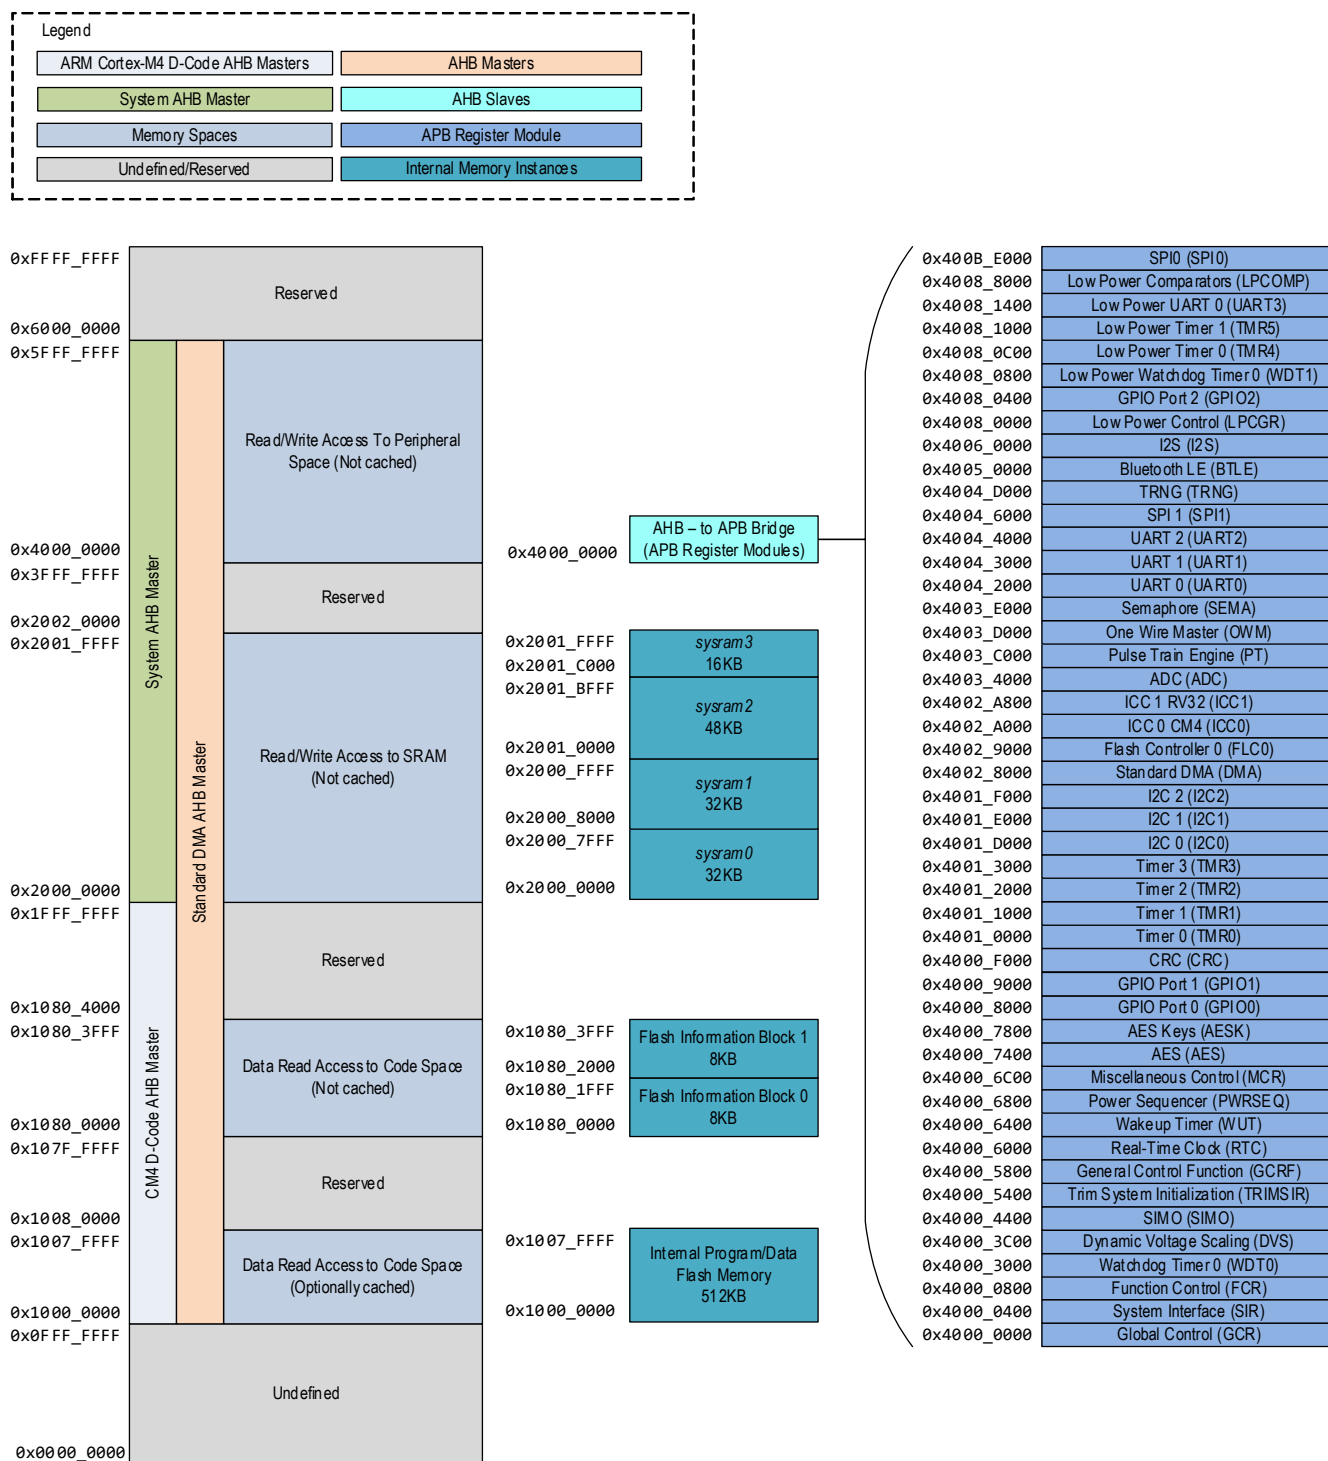 Legend
ARM Cortex-M4 D-Code AHB Masters
AHB Masters
System AHB Master
AHB Slaves
Memory Spaces
APB Register Module
Undefined/Reserved
Internal Memory Instances
0xFFFF_FFFF
Reserved
0x6000_0000
0x5FFF_FFFF
Read/Write Access To Peripheral
Space (Not cached)
0x4000_0000
0x3FFF_FFFF
Reserved
0x2002_0000
0x2001_FFFF
Read/Write Access to SRAM
(Not cached)
0x2000_0000
0x1FFF_FFFF
Reserved
0x1080_4000
0x1080_3FFF
Data Read Access to Code Space
(Not cached)
0x1080_0000
0x107F_FFFF
Reserved
0x1008_0000
0x1007_FFFF
Data Read Access to Code Space
(Optionally cached)
0x1000_0000
0x0FFF_FFFF
Undefined
0x0000_0000
System AHB Master
CM4 D-Code AHB Master
Standard DMA AHB Master
AHB – to APB Bridge
(APB Register Modules)
0x4000_0000
0x2001_FFFF
sysram3
16KB
0x2001_C000
0x2001_BFFF
sysram2
48KB
0x2001_0000
0x2000_FFFF
sysram1
32KB
0x2000_8000
0x2000_7FFF
sysram0
32KB
0x2000_0000
0x1080_3FFF
Flash Information Block 1
8KB
0x1080_2000
0x1080_1FFF
Flash Information Block 0
8KB
0x1080_0000
0x1007_FFFF
Internal Program/Data
Flash Memory
512KB
0x1000_0000
0x400B_E000 SPI0 (SPI0)
0x4008_8000 Low Power Comparators (LPCOMP)
0x4008_1400 Low Power UART 0 (UART3)
0x4008_1000 Low Power Timer 1 (TMR5)
0x4008_0C00 Low Power Timer 0 (TMR4)
0x4008_0800 Low Power Watchdog Timer 0 (WDT1)
0x4008_0400 GPIO Port 2 (GPIO2)
0x4008_0000 Low Power Control (LPCGR)
0x4006_0000 I2S (I2S)
0x4005_0000 Bluetooth LE (BTLE)
0x4004_D000 TRNG (TRNG)
0x4004_6000 SPI 1 (SPI1)
0x4004_4000 UART 2 (UART2)
0x4004_3000 UART 1 (UART1)
0x4004_2000 UART 0 (UART0)
0x4003_E000 Semaphore (SEMA)
0x4003_D000 One Wire Master (OWM)
0x4003_C000 Pulse Train Engine (PT)
0x4003_4000 ADC (ADC)
0x4002_A800 ICC 1 RV32 (ICC1)
0x4002_A000 ICC 0 CM4 (ICC0)
0x4002_9000 Flash Controller 0 (FLC0)
0x4002_8000 Standard DMA (DMA)
0x4001_F000 I2C 2 (I2C2)
0x4001_E000 I2C 1 (I2C1)
0x4001_D000 I2C 0 (I2C0)
0x4001_3000 Timer 3 (TMR3)
0x4001_2000 Timer 2 (TMR2)
0x4001_1000 Timer 1 (TMR1)
0x4001_0000 Timer 0 (TMR0)
0x4000_F000 CRC (CRC)
0x4000_9000 GPIO Port 1 (GPIO1)
0x4000_8000 GPIO Port 0 (GPIO0)
0x4000_7800 AES Keys (AESK)
0x4000_7400 AES (AES)
0x4000_6C00 Miscellaneous Control (MCR)
0x4000_6800 Power Sequencer (PWRSEQ)
0x4000_6400 Wakeup Timer (WUT)
0x4000_6000 Real-Time Clock (RTC)
0x4000_5800 General Control Function (GCRF)
0x4000_5400 Trim System Initialization (TRIMSIR)
0x4000_4400 SIMO (SIMO)
0x4000_3C00 Dynamic Voltage Scaling (DVS)
0x4000_3000 Watchdog Timer 0 (WDT0)
0x4000_0800 Function Control (FCR)
0x4000_0400 System Interface (SIR)
0x4000_0000 Global Control (GCR)